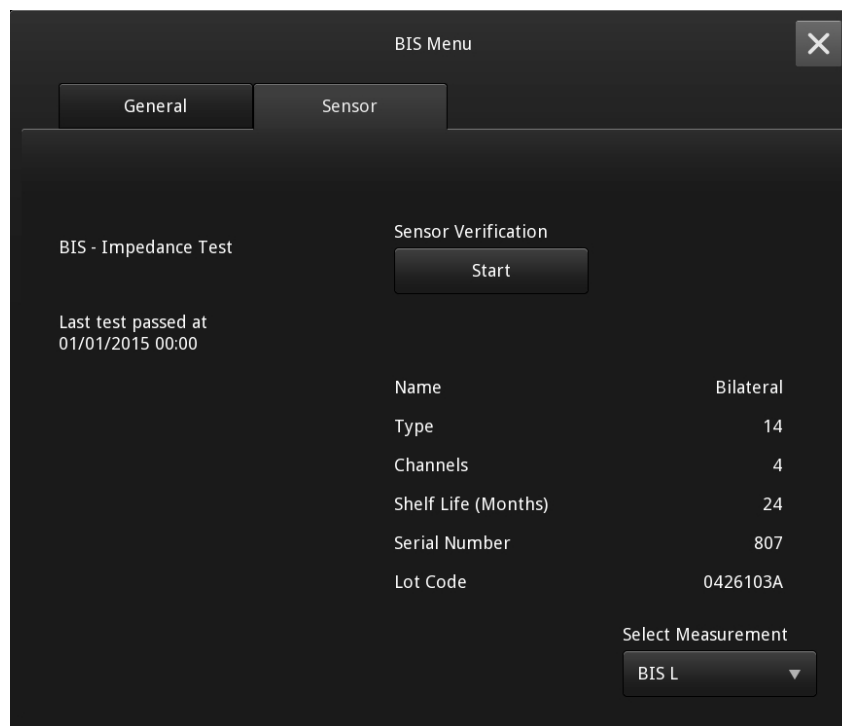 BIS Menu
General
Sensor
Sensor Verification
BIS - Impedance Test
Start
Last test passed at
01/01/2015 00:00
Name Bilateral
Type 14
Channels 4
Shelf Life (Months) 24
Serial Number 807
Lot Code 0426103A
Select Measurement
BIS L